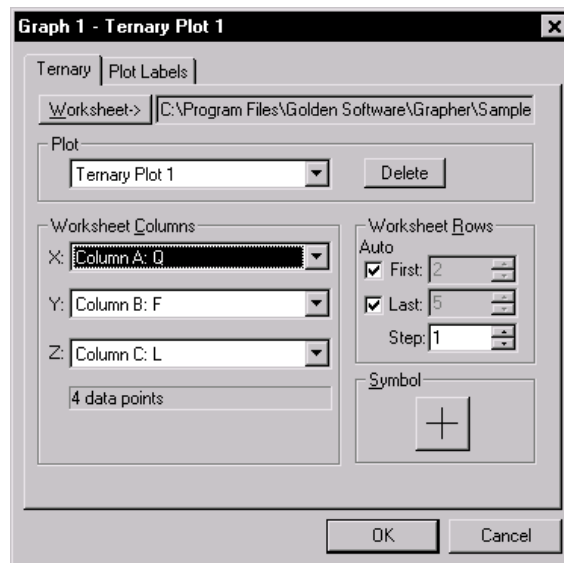 Graph 1 - Ternary Plot 1
Ternary
Plot Labels
Worksheet->
C:\Program Files\Golden Software\Grapher\Sample
Plot
Ternary Plot 1
Delete
Worksheet Columns
X: Column A: Q
Y: Column B: F
Z: Column C: L
4 data points
Worksheet Rows
Auto
First: 2
Last: 5
Step: 1
Symbol
OK
Cancel